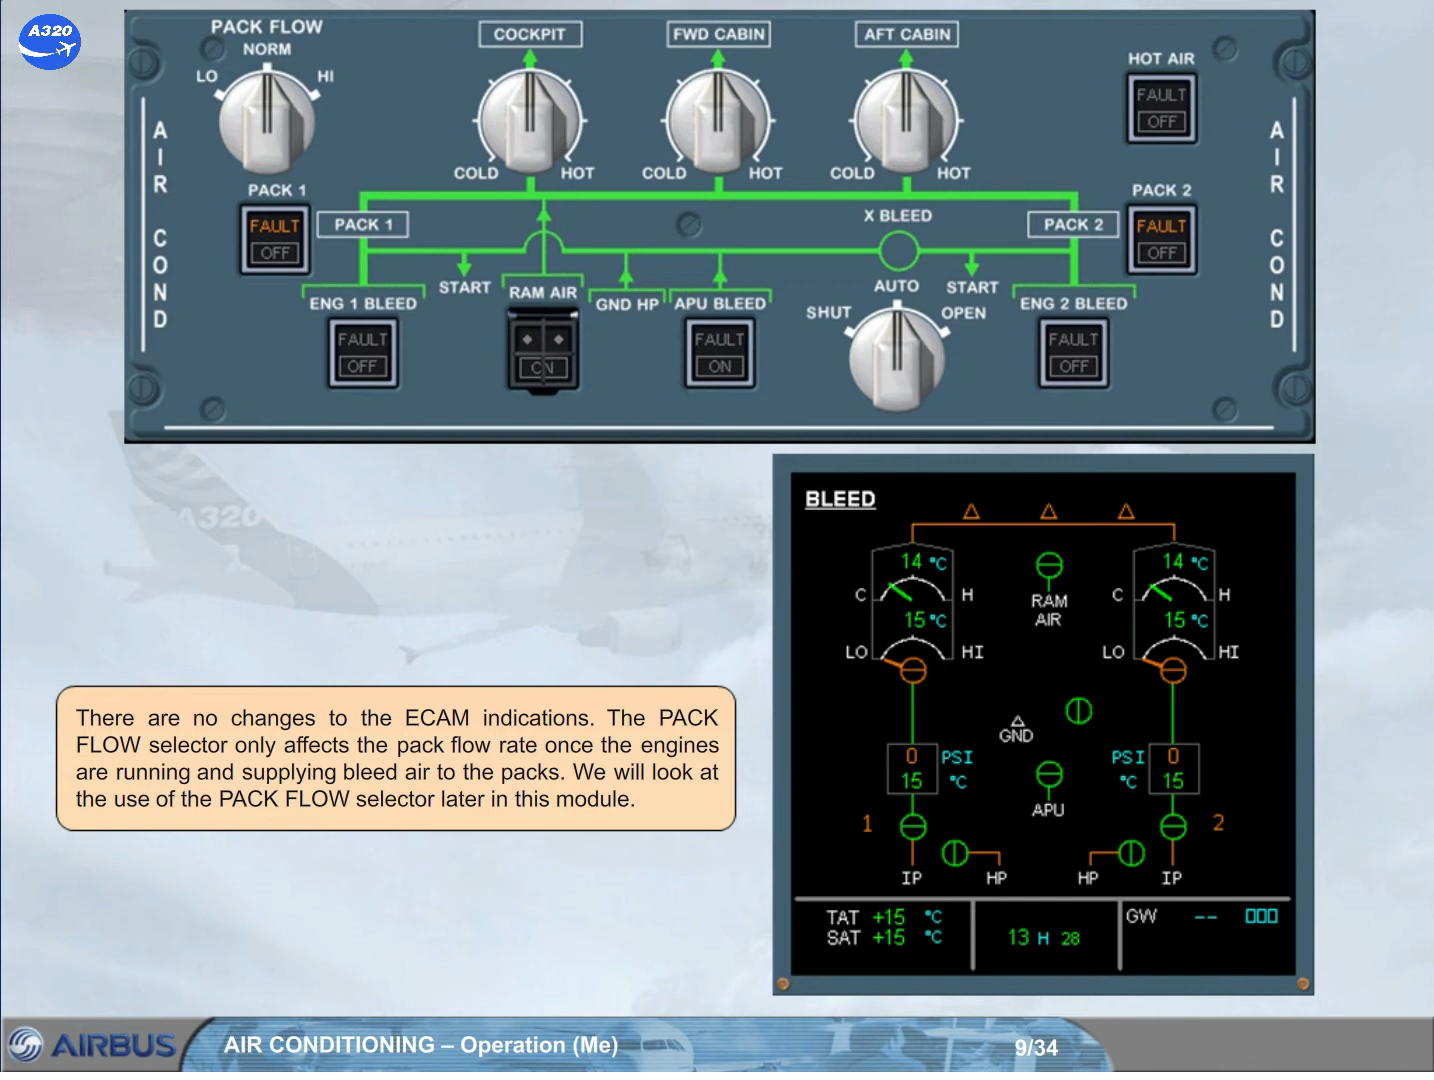 A320
PACK FLOW
NORM
LO
HI
COCKPIT
FWD CABIN
AFT CABIN
HOT AIR
FAULT
OFF
COLD
HOT
COLD
HOT
COLD
HOT
AIR COND
AIR COND
PACK 1
FAULT
OFF
PACK 1
X BLEED
PACK 2
PACK 2
FAULT
OFF
START
RAM AIR
GND HP
APU BLEED
AUTO
START
ENG 1 BLEED
SHUT
OPEN
ENG 2 BLEED
FAULT
OFF
ON
FAULT
ON
FAULT
OFF
A320
BLEED
14 °C
14 °C
C
H
RAM
AIR
C
H
15 °C
15 °C
LO
HI
LO
HI
GND
0 PSI
PSI 0
15 °C
°C 15
APU
1
2
IP
HP
HP
IP
TAT +15 °C
SAT +15 °C
13 H 28
GW -- 000
There are no changes to the ECAM indications. The PACK
FLOW selector only affects the pack flow rate once the engines
are running and supplying bleed air to the packs. We will look at
the use of the PACK FLOW selector later in this module.
AIRBUS
AIR CONDITIONING – Operation (Me)
9/34